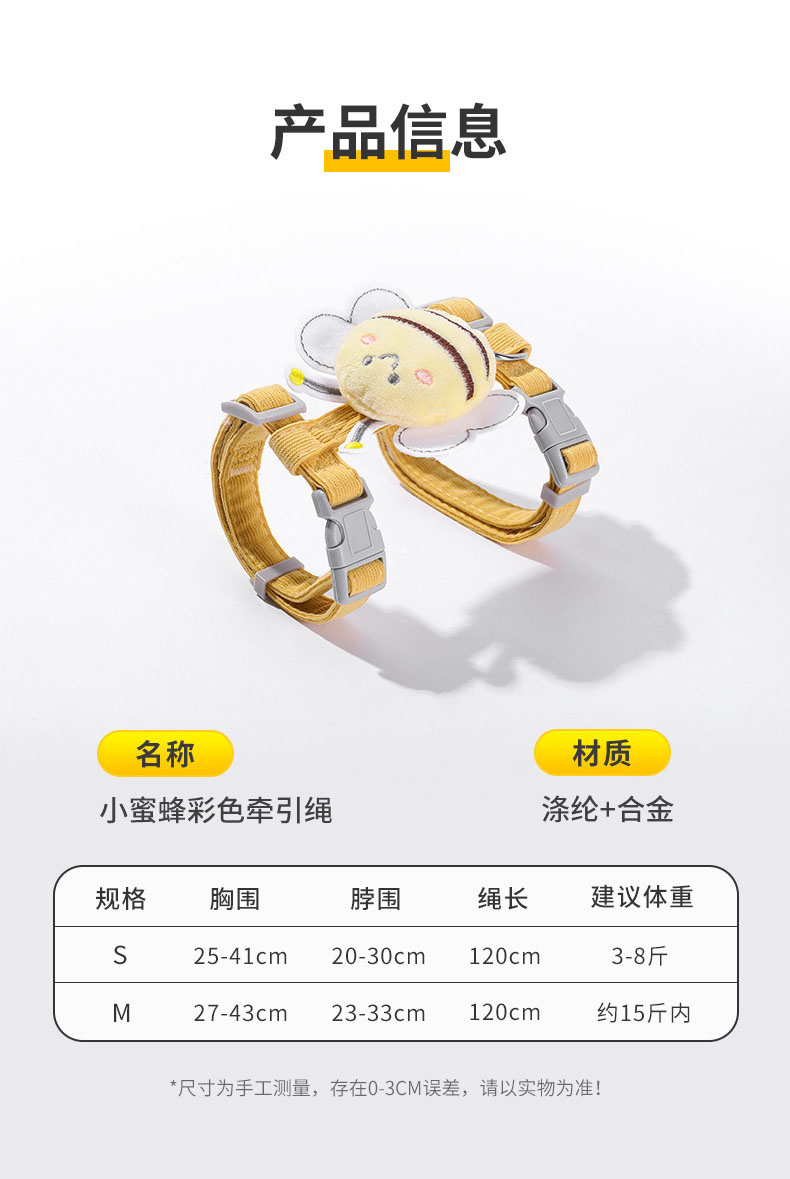 产品信息
名称
材质
小蜜蜂彩色牵引绳
涤纶+合金
规格 胸围 脖围 绳长 建议体重
S 25-41cm 20-30cm 120cm 3-8斤
M 27-43cm 23-33cm 120cm 约15斤内
*尺寸为手工测量，存在0-3CM误差，请以实物为准！